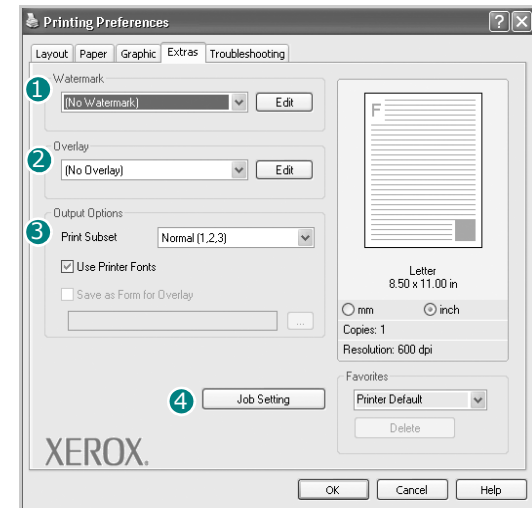 Printing Preferences
Layout Paper Graphic Extras Troubleshooting
1
Watermark
(No Watermark)
Edit
2
Overlay
(No Overlay)
Edit
3
Output Options
Print Subset
Normal (1,2,3)
Use Printer Fonts
Save as Form for Overlay
...
4
Job Setting
XEROX.
F
Letter
8.50 x 11.00 in
mm inch
Copies: 1
Resolution: 600 dpi
Favorites
Printer Default
Delete
OK Cancel Help